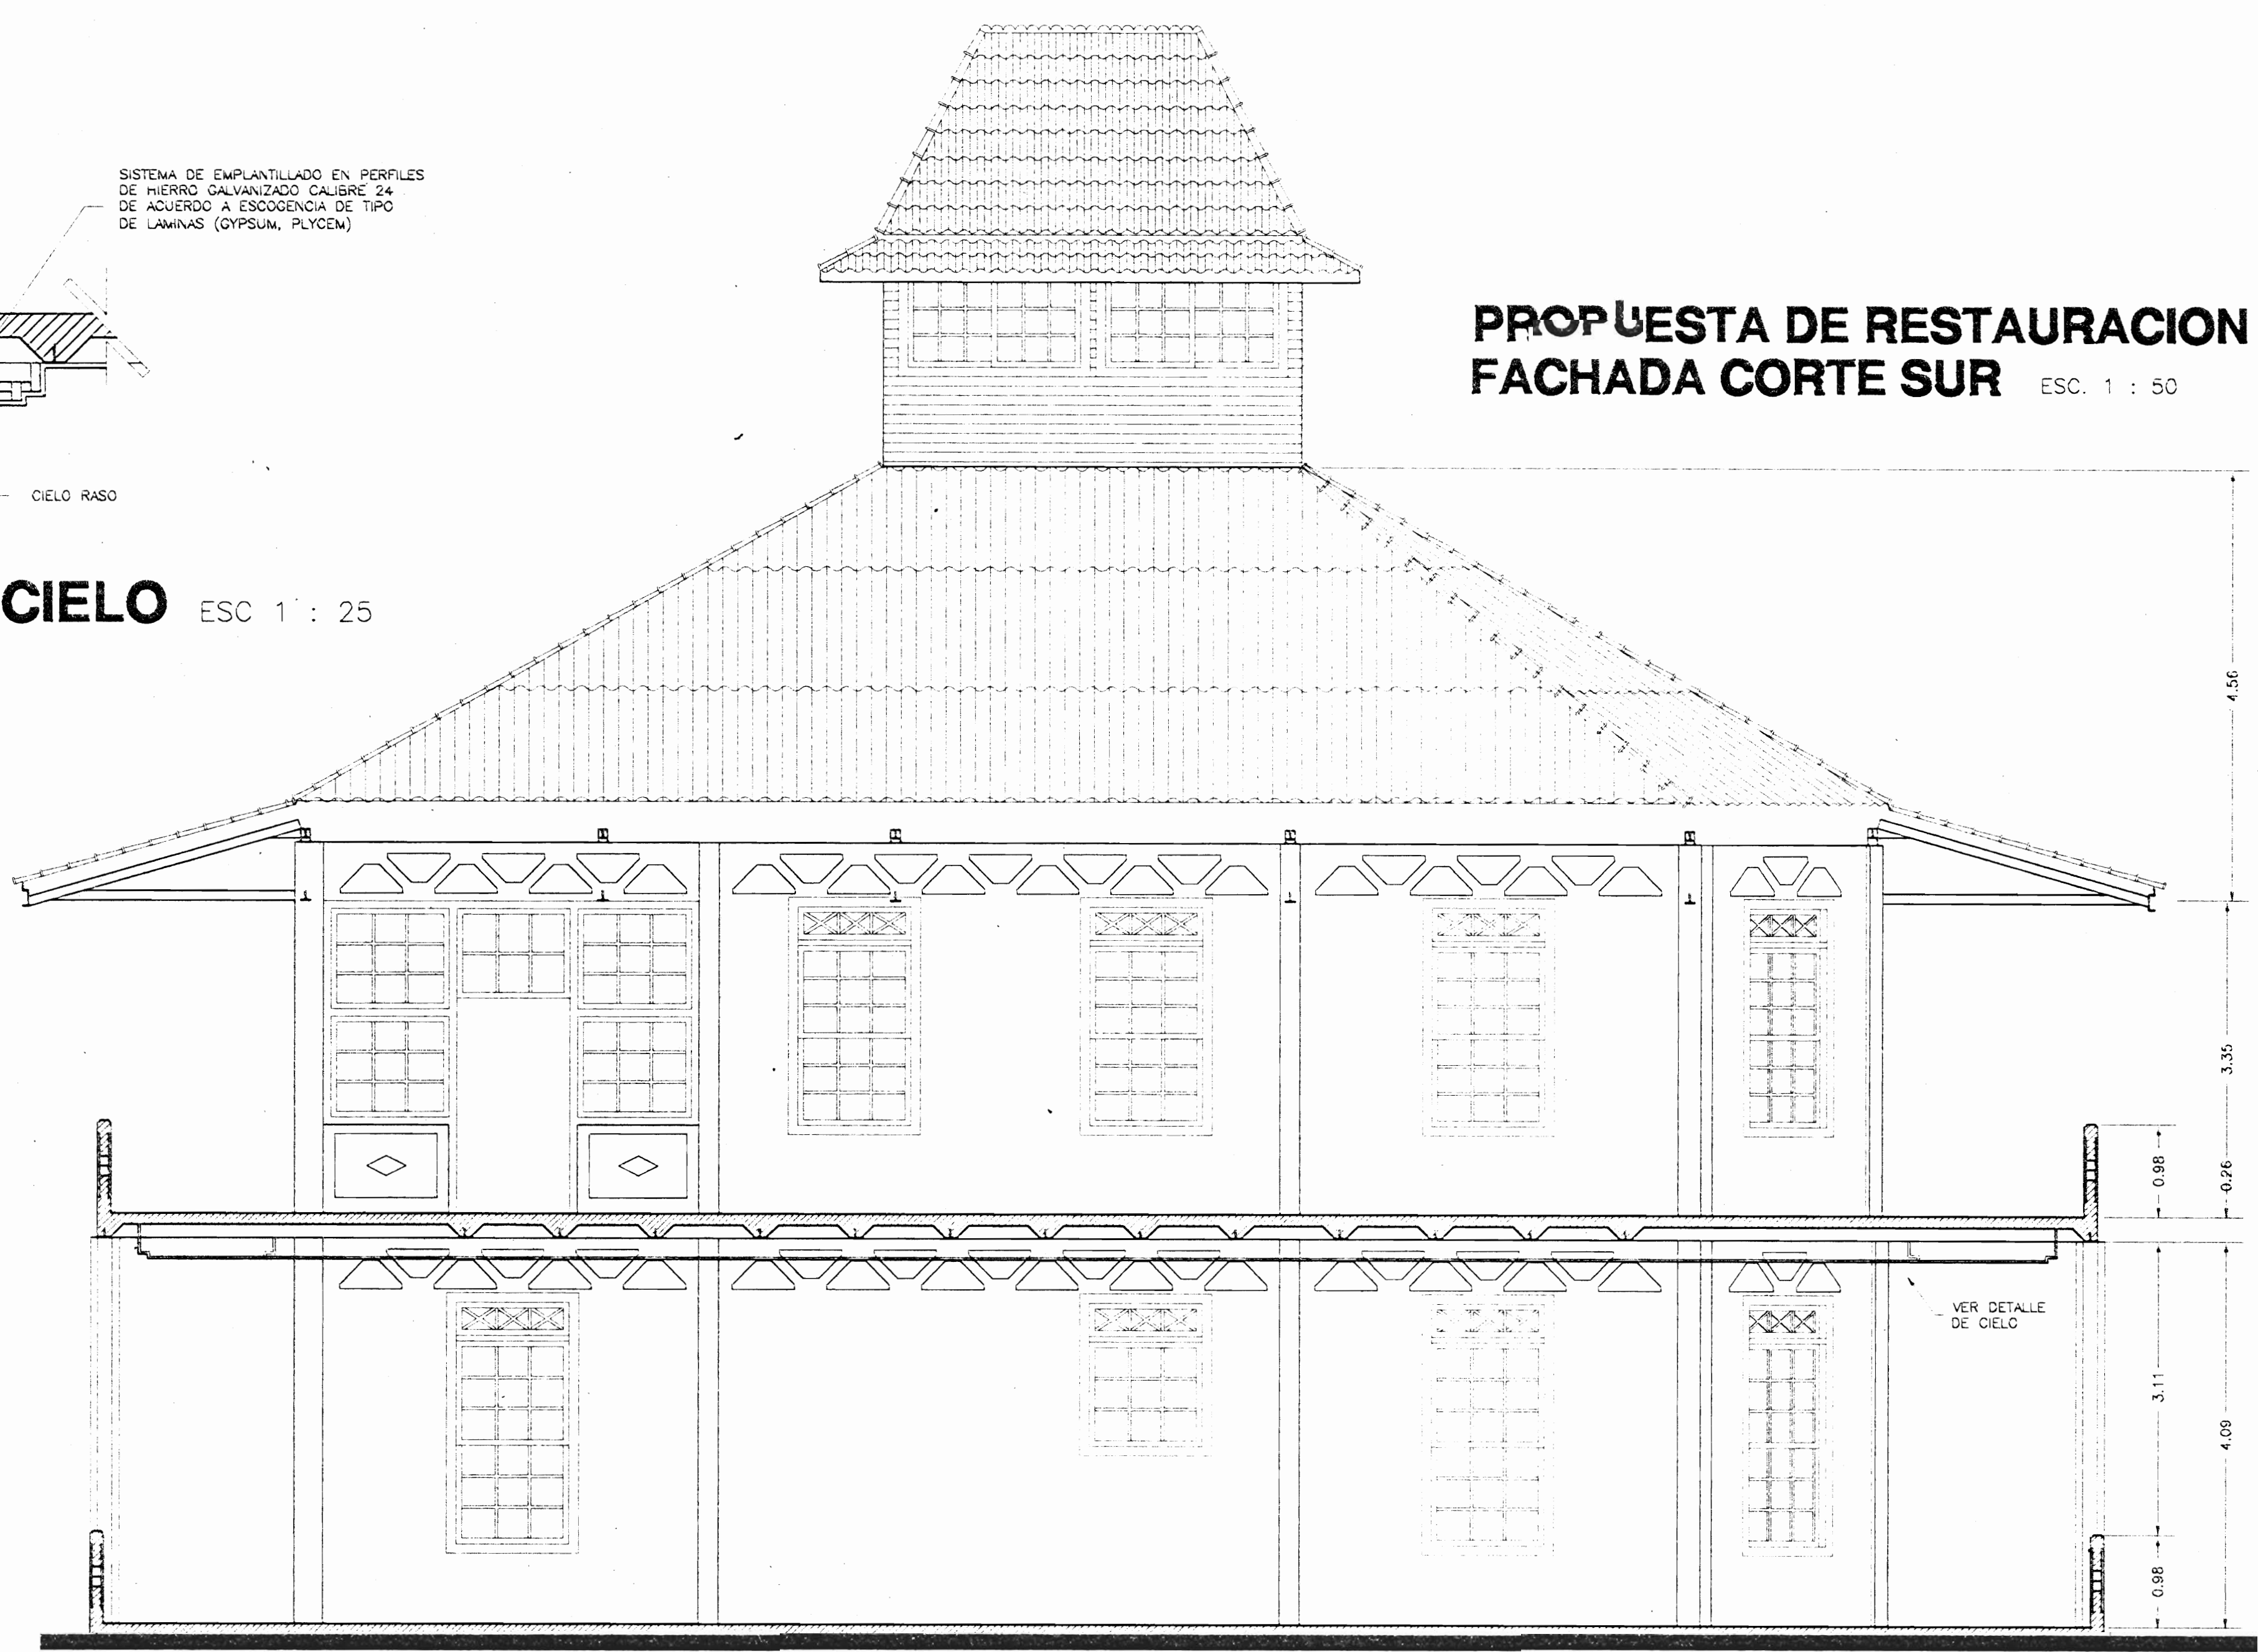 SISTEMA DE EMPLANTILLADO EN PERFILES
DE HIERRO GALVANIZADO CALIBRE 24
DE ACUERDO A ESCOGENCIA DE TIPO
DE LAMINAS (GYPSUM, PLYCEM)
PROPUESTA DE RESTAURACION
FACHADA CORTE SUR ESC. 1 : 50
CIELO RASO
CIELO ESC 1 : 25
4.56
3.35
0.98
0.26
VER DETALLE
DE CIELO
3.11
4.09
0.98